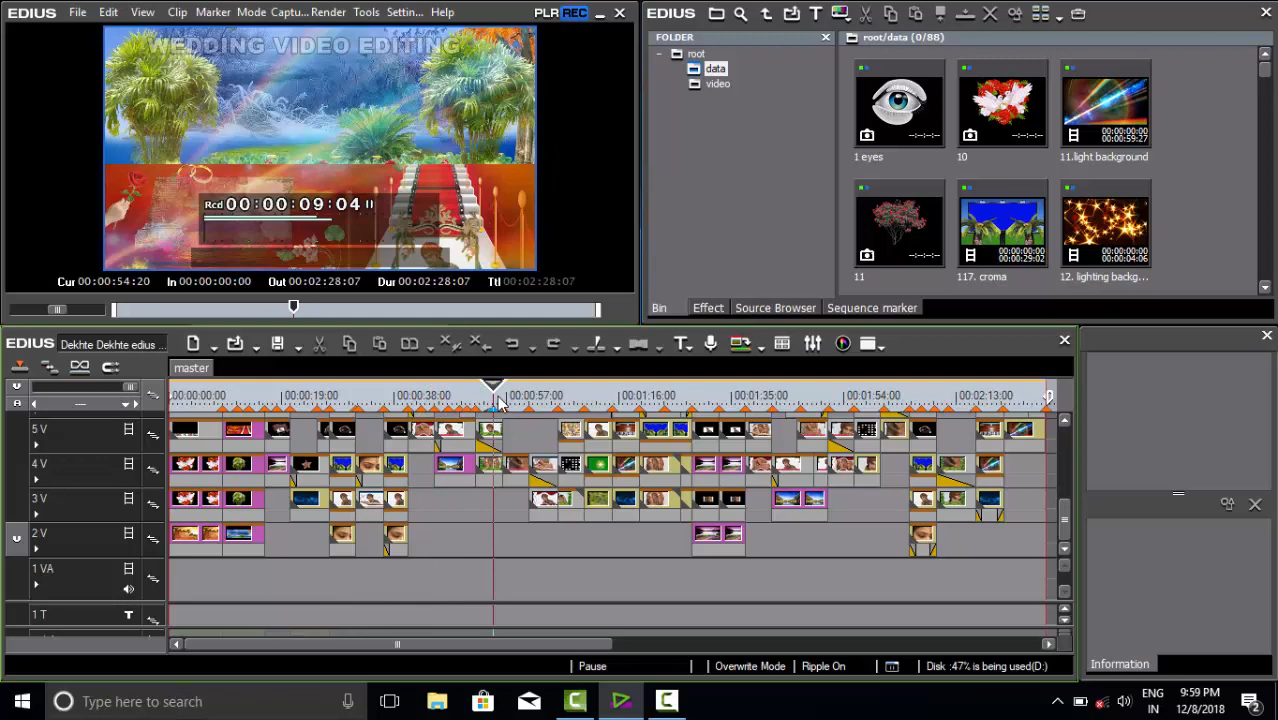 EDIUS File Edit View Clip Marker Mode Captu... Render Tools Settin... Help PLR REC
WEDDING VIDEO EDITING
Rcd 00:00:09:04
Cur 00:00:54:20 In 00:00:00:00 Out 00:02:28:07 Dur 00:02:28:07 Ttl 00:02:28:07
EDIUS
FOLDER
root
data
video
root/data (0/88)
--:--:--:--
--:--:--:--
00:00:00:00
00:00:59:27
1 eyes
10
11.light background
--:--:--:--
00:00:00:00
00:00:29:02
00:00:00:00
00:00:04:06
11
117. croma
12. lighting backg...
Bin Effect Source Browser Sequence marker
EDIUS Dekhte Dekhte edius ...
master
00:00:00:00 00:00:19:00 00:00:38:00 00:00:57:00 00:01:16:00 00:01:35:00 00:01:54:00 00:02:13:00
5 V
4 V
3 V
2 V
1 VA
1 T T
Pause Overwrite Mode Ripple On Disk :47% is being used(D:)
Information
Type here to search
ENG
IN
9:59 PM
12/8/2018
2